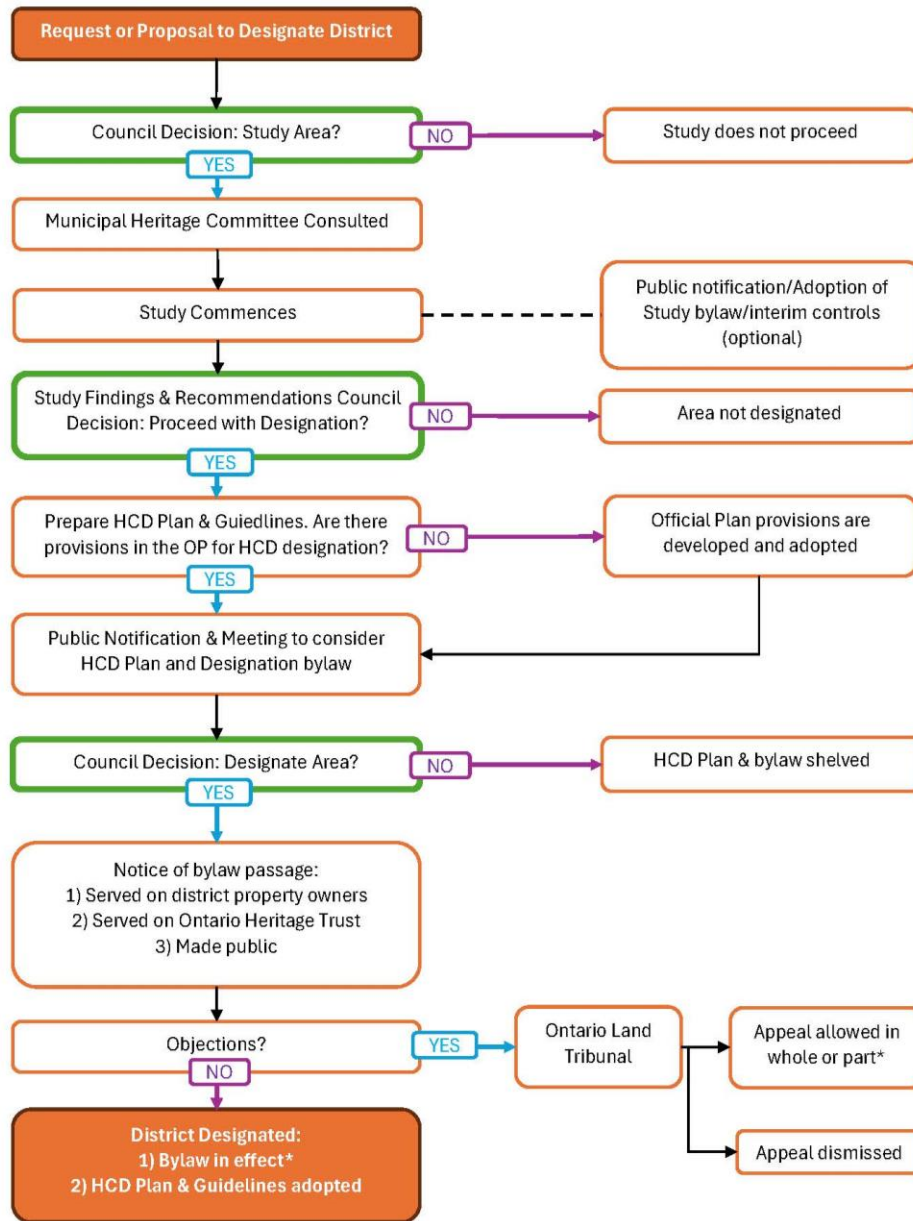 Request or Proposal to Designate District
Council Decision: Study Area?
NO
Study does not proceed
YES
Municipal Heritage Committee Consulted
Study Commences
Public notification/Adoption of
Study bylaw/interim controls
(optional)
Study Findings & Recommendations Council
Decision: Proceed with Designation?
NO
Area not designated
YES
Prepare HCD Plan & Guiedlines. Are there
provisions in the OP for HCD designation?
NO
Official Plan provisions are
developed and adopted
YES
Public Notification & Meeting to consider
HCD Plan and Designation bylaw
Council Decision: Designate Area?
NO
HCD Plan & bylaw shelved
YES
Notice of bylaw passage:
1) Served on district property owners
2) Served on Ontario Heritage Trust
3) Made public
Objections?
YES
Ontario Land
Tribunal
Appeal allowed in
whole or part*
Appeal dismissed
NO
District Designated:
1) Bylaw in effect*
2) HCD Plan & Guidelines adopted